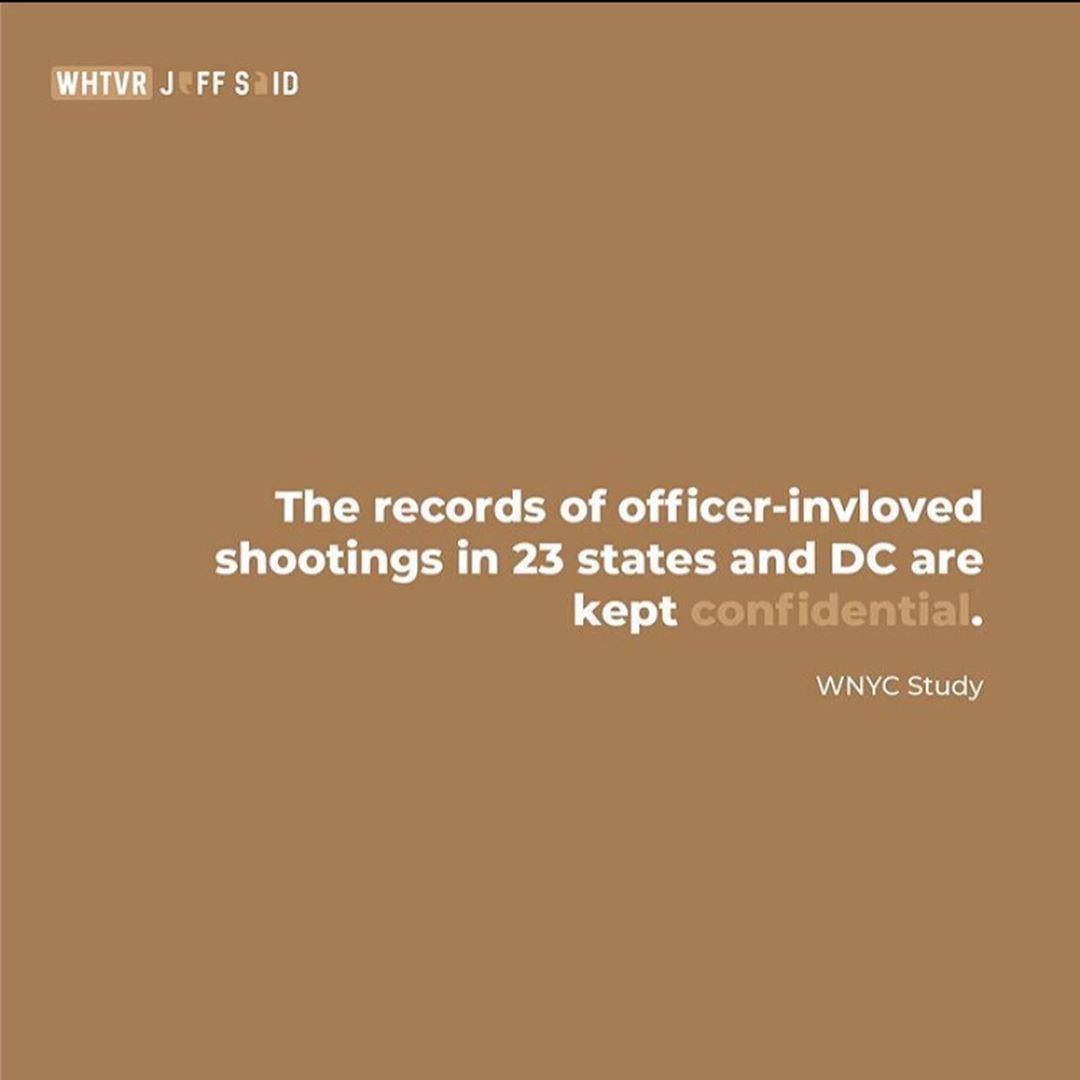 WHTVR JEFF SAID
The records of officer-invloved
shootings in 23 states and DC are
kept confidential.
WNYC Study